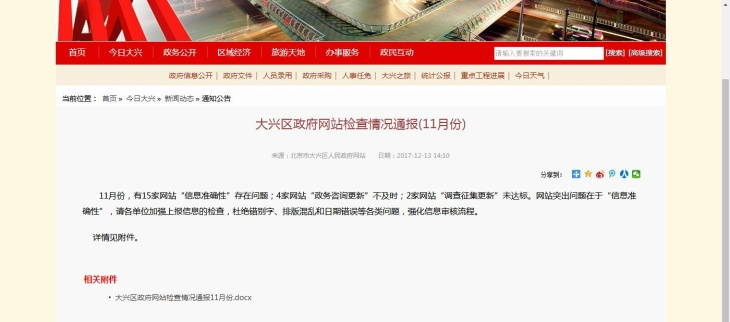 首页 今日大兴 政务公开 区域经济 旅游天地 办事服务 政民互动 请输入要搜索的关键词 [搜索] [高级搜索]
政府信息公开 | 政府文件 | 人员录用 | 政府采购 | 人事任免 | 大兴之旅 | 统计公报 | 重点工程进展 | 今日天气 |
当前位置： 首页 » 今日大兴 » 新闻动态 » 通知公告
大兴区政府网站检查情况通报(11月份)
来源：北京市大兴区人民政府网站 日期：2017-12-13 14:10
分享到：
11月份，有15家网站“信息准确性”存在问题；4家网站“政务咨询更新”不及时；2家网站“调查征集更新”未达标。网站突出问题在于“信息准
确性”，请各单位加强上报信息的检查，杜绝错别字、排版混乱和日期错误等各类问题，强化信息审核流程。
详情见附件。
相关附件
• 大兴区政府网站检查情况通报11月份.docx